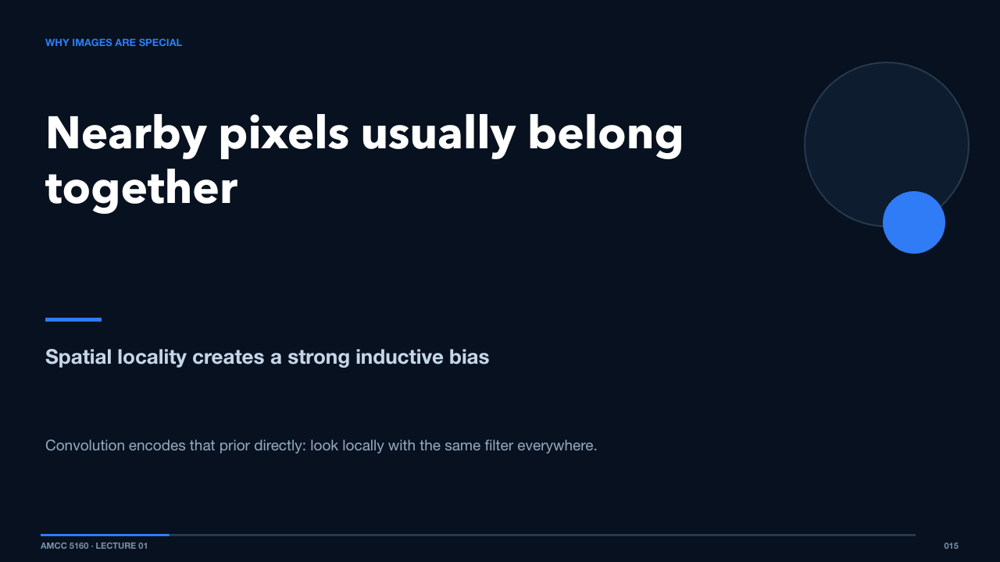 WHY IMAGES ARE SPECIAL
Nearby pixels usually belong
together
Spatial locality creates a strong inductive bias
Convolution encodes that prior directly: look locally with the same filter everywhere.
AMCC 5160 · LECTURE 01
015